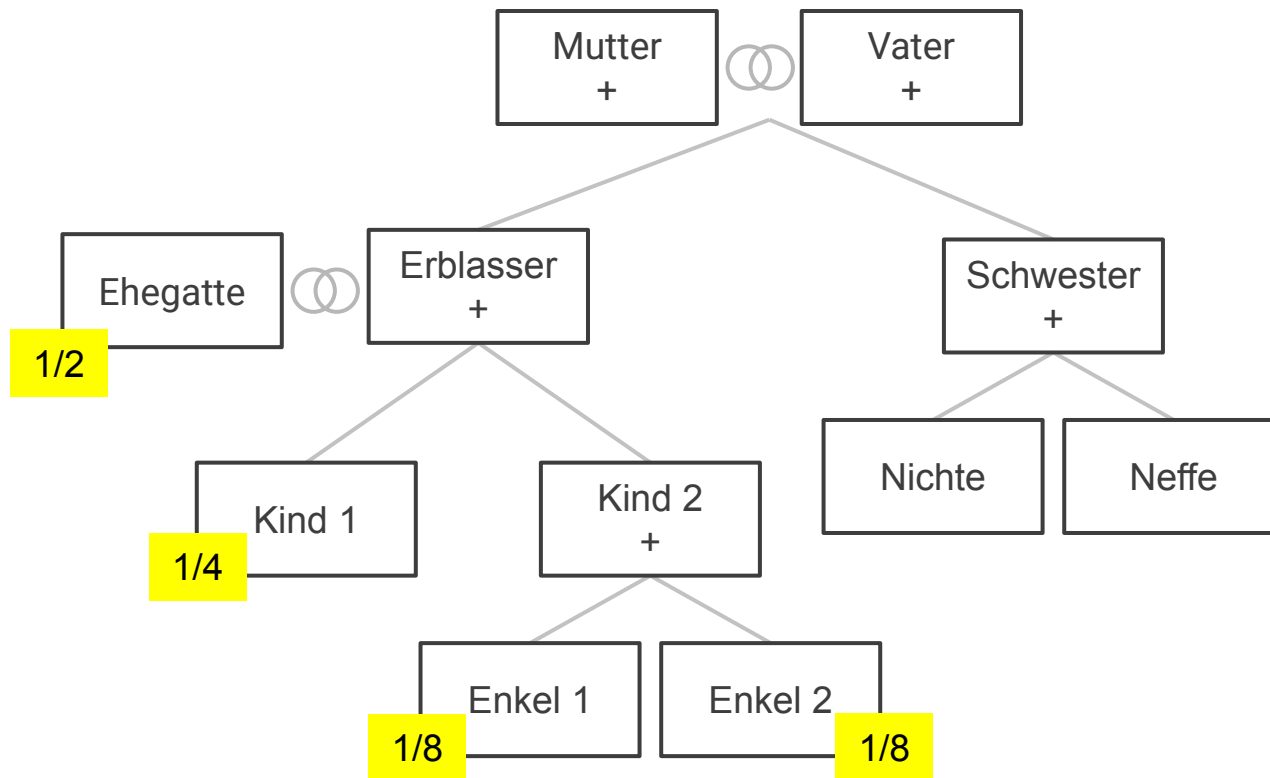 Mutter
+
Vater
+
Ehegatte
1/2
Erblasser
+
Schwester
+
Kind 1
1/4
Kind 2
+
Nichte
Neffe
Enkel 1
1/8
Enkel 2
1/8